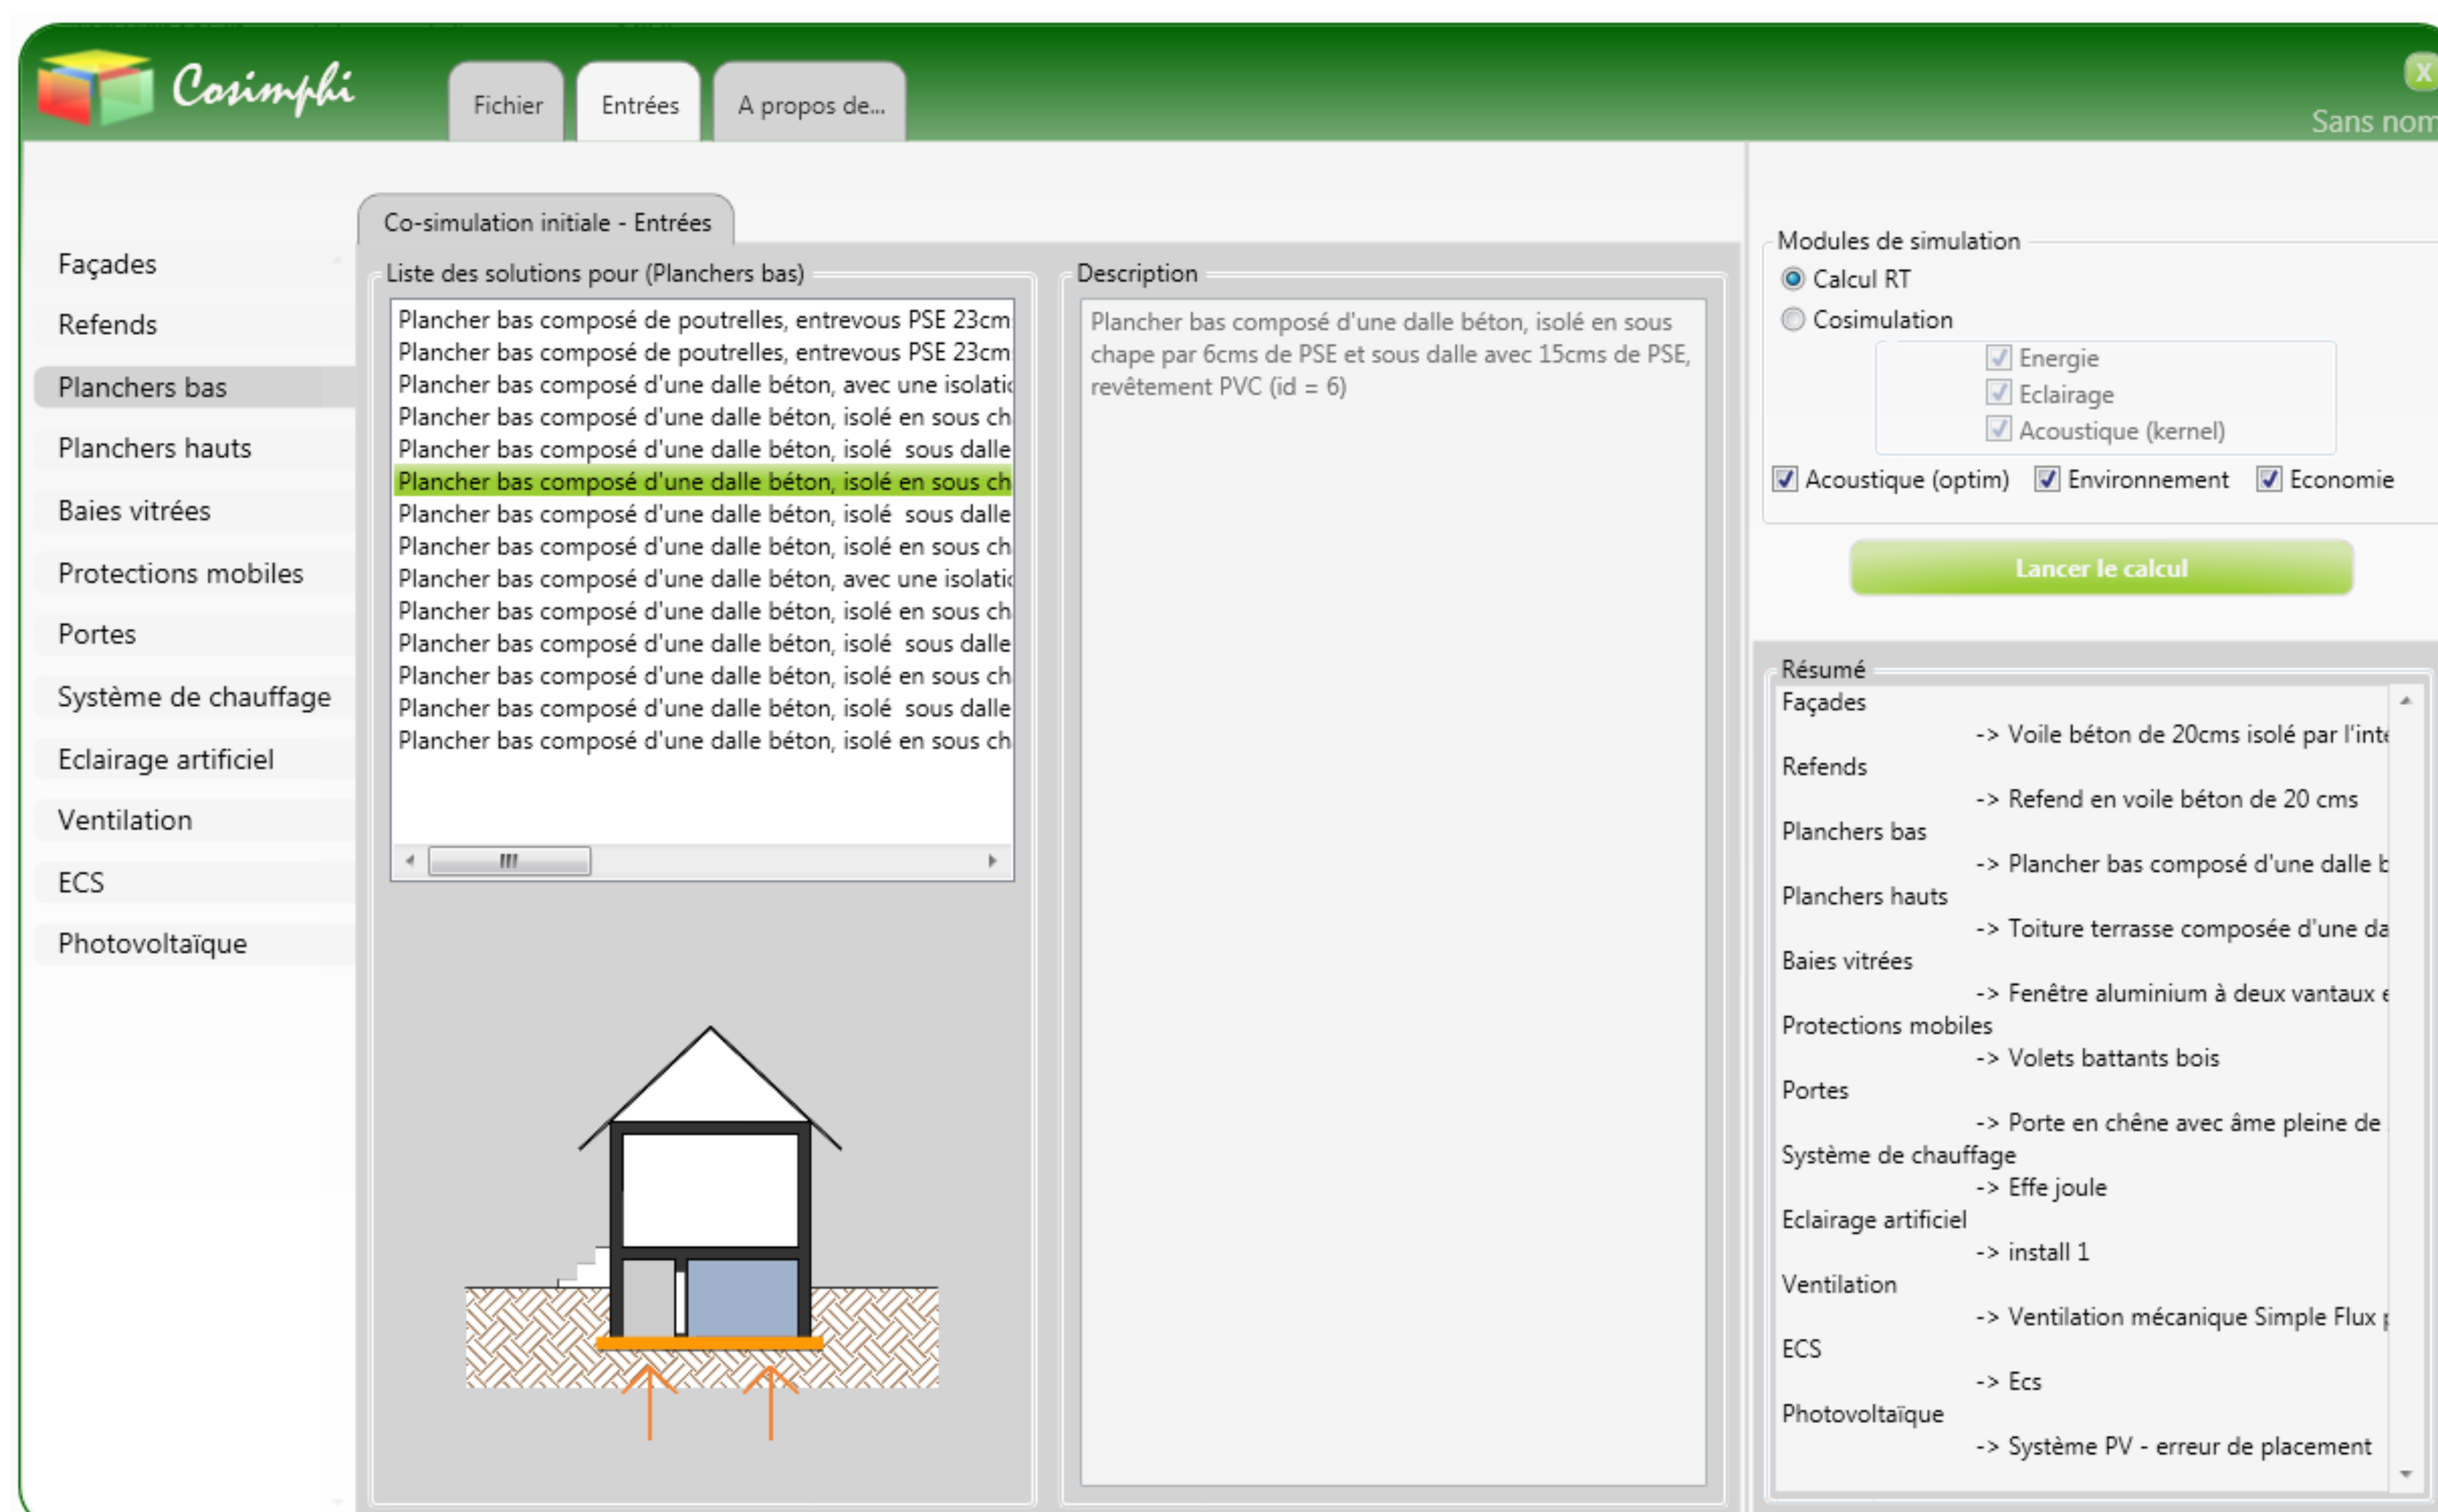 Cosimphi
Fichier
Entrées
A propos de...
X
Sans nom
Façades
Refends
Planchers bas
Planchers hauts
Baies vitrées
Protections mobiles
Portes
Système de chauffage
Eclairage artificiel
Ventilation
ECS
Photovoltaïque
Co-simulation initiale - Entrées
Liste des solutions pour (Planchers bas)
Plancher bas composé de poutrelles, entrevous PSE 23cm
Plancher bas composé de poutrelles, entrevous PSE 23cm
Plancher bas composé d'une dalle béton, avec une isolatio
Plancher bas composé d'une dalle béton, isolé en sous ch
Plancher bas composé d'une dalle béton, isolé  sous dalle
Plancher bas composé d'une dalle béton, isolé en sous ch
Plancher bas composé d'une dalle béton, isolé  sous dalle
Plancher bas composé d'une dalle béton, isolé en sous ch
Plancher bas composé d'une dalle béton, avec une isolatio
Plancher bas composé d'une dalle béton, isolé en sous ch
Plancher bas composé d'une dalle béton, isolé  sous dalle
Plancher bas composé d'une dalle béton, isolé en sous ch
Plancher bas composé d'une dalle béton, isolé  sous dalle
Plancher bas composé d'une dalle béton, isolé en sous ch
Description
Plancher bas composé d'une dalle béton, isolé en sous
chape par 6cms de PSE et sous dalle avec 15cms de PSE,
revêtement PVC (id = 6)
Modules de simulation
Calcul RT
Cosimulation
Energie
Eclairage
Acoustique (kernel)
Acoustique (optim) Environnement Economie
Lancer le calcul
Résumé
Façades
-> Voile béton de 20cms isolé par l'inté
Refends
-> Refend en voile béton de 20 cms
Planchers bas
-> Plancher bas composé d'une dalle b
Planchers hauts
-> Toiture terrasse composée d'une da
Baies vitrées
-> Fenêtre aluminium à deux vantaux e
Protections mobiles
-> Volets battants bois
Portes
-> Porte en chêne avec âme pleine de
Système de chauffage
-> Effe joule
Eclairage artificiel
-> install 1
Ventilation
-> Ventilation mécanique Simple Flux p
ECS
-> Ecs
Photovoltaïque
-> Système PV - erreur de placement